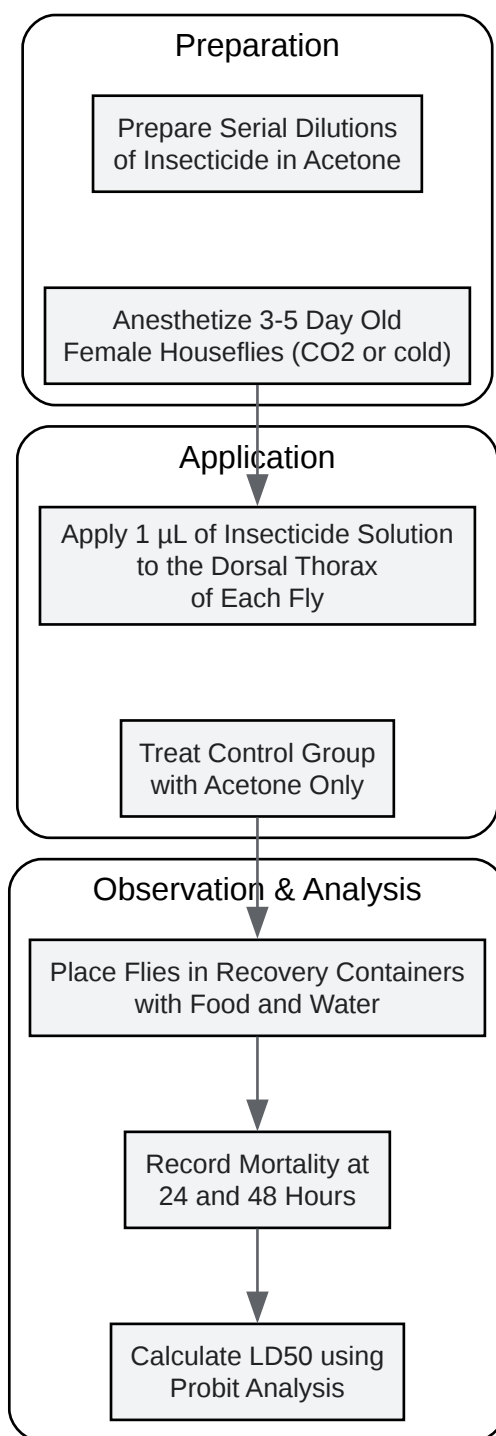 Preparation
Prepare Serial Dilutions
of Insecticide in Acetone
Anesthetize 3-5 Day Old
Female Houseflies (CO2 or cold)
Application
Apply 1 µL of Insecticide Solution
to the Dorsal Thorax
of Each Fly
Treat Control Group
with Acetone Only
Observation & Analysis
Place Flies in Recovery Containers
with Food and Water
Record Mortality at
24 and 48 Hours
Calculate LD50 using
Probit Analysis